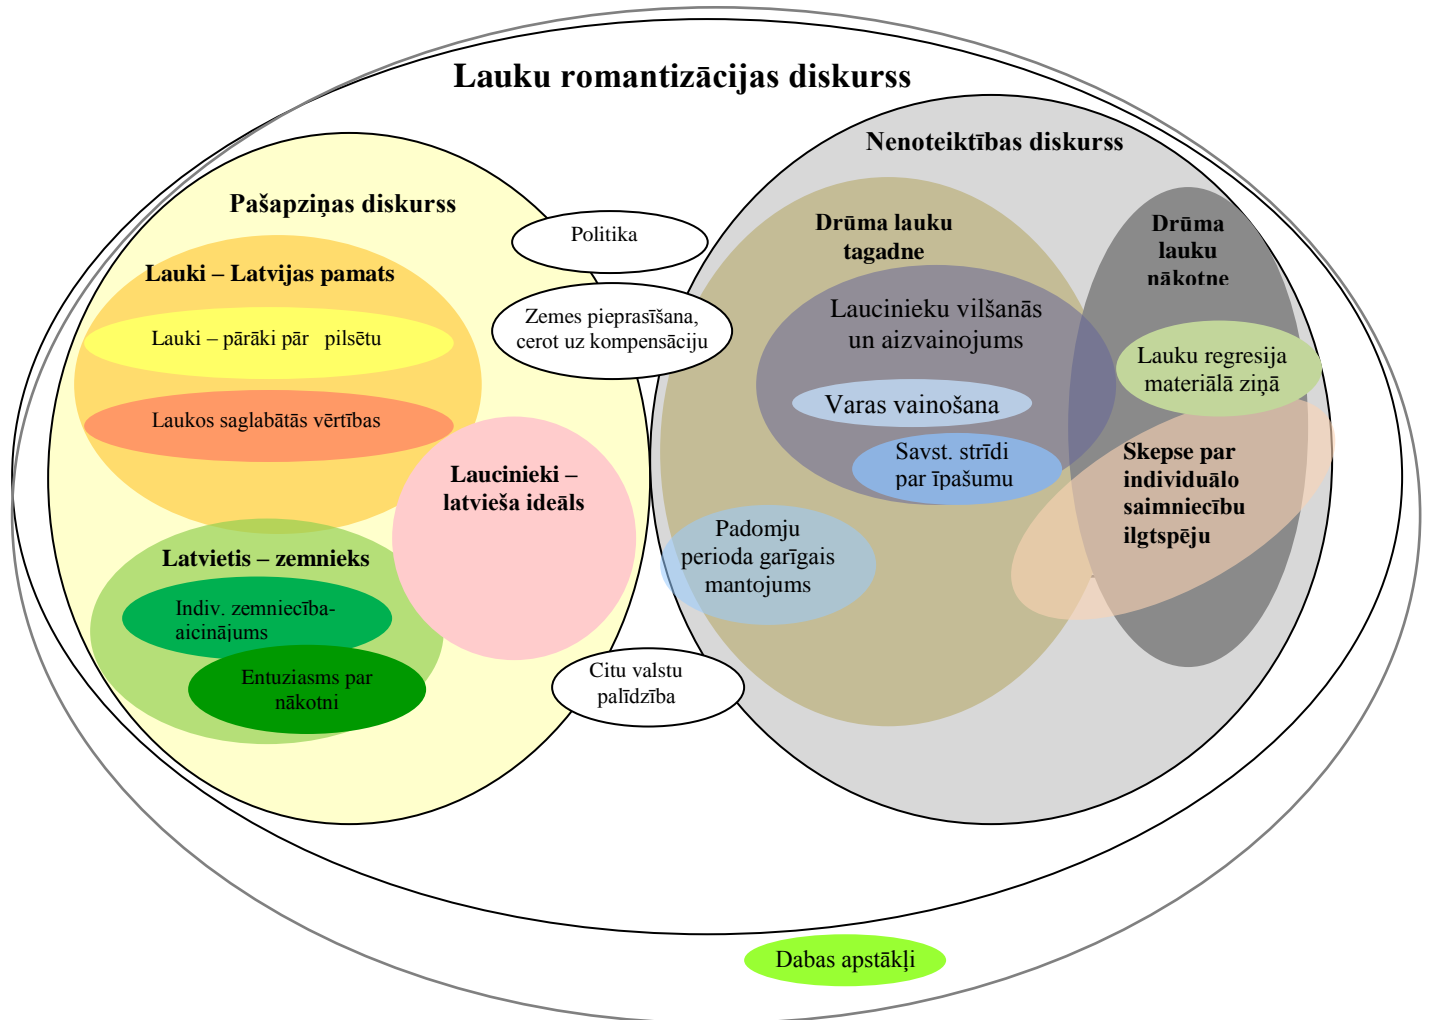 Lauku romantizācijas diskurss
Pašapziņas diskurss
Lauki – Latvijas pamats
Lauki – pārāki pār pilsētu
Laukos saglabātās vērtības
Laucinieki –
latvieša ideāls
Latvietis – zemnieks
Indiv. zemniecība-
aicinājums
Entuziasms par
nākotni
Politika
Zemes pieprasīšana,
cerot uz kompensāciju
Citu valstu
palīdzība
Nenoteiktības diskurss
Drūma lauku
tagadne
Laucinieku vilšanās
un aizvainojums
Varas vainošana
Savst. strīdi
par īpašumu
Padomju
perioda garīgais
mantojums
Drūma
lauku
nākotne
Lauku regresija
materiālā ziņā
Skepse par
individuālo
saimniecību
ilgtspēju
Dabas apstākļi